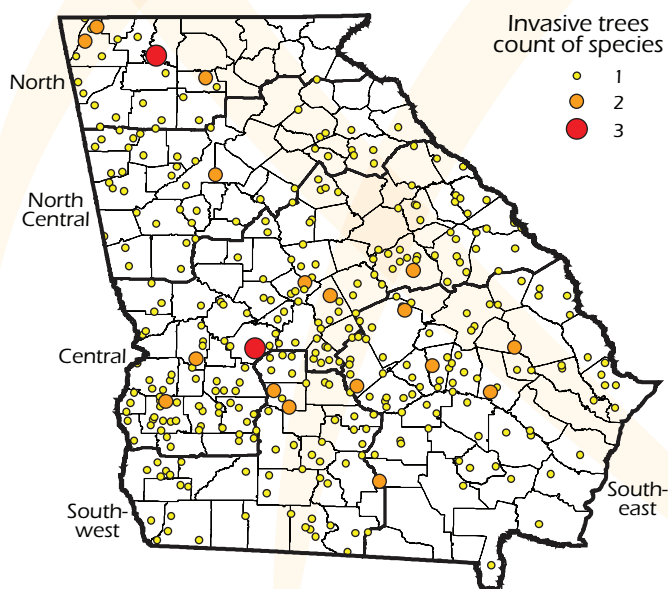 Invasive trees
count of species
1
2
3
North
North
Central
Central
South-
west
South-
east